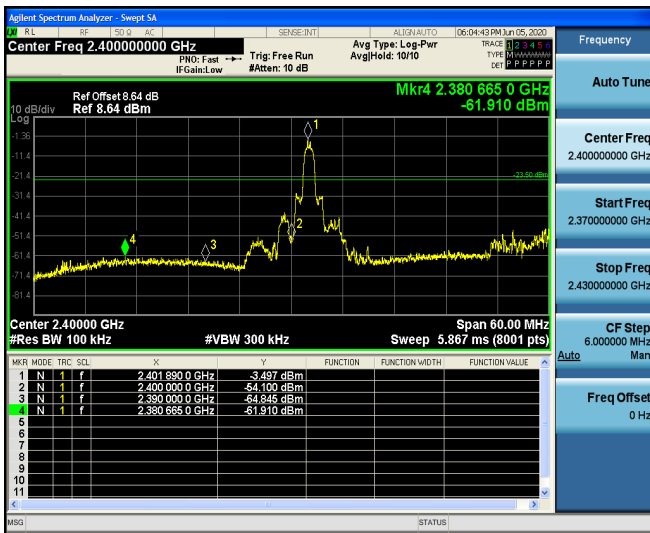 Agilent Spectrum Analyzer - Swept SA
LXI RL RF 50 Ω AC SENSE:INT ALIGN AUTO 06:04:43 PM Jun 05, 2020
Center Freq 2.400000000 GHz Avg Type: Log-Pwr TRACE 1 2 3 4 5 6
PNO: Fast Trig: Free Run Avg|Hold: 10/10 TYPE M
IFGain:Low #Atten: 10 dB DET P P P P P P
Mkr4 2.380 665 0 GHz
-61.910 dBm
Ref Offset 8.64 dB
10 dB/div Ref 8.64 dBm
Log
-1.36
-11.4
-21.4
-31.4
-41.4
-51.4
-61.4
-71.4
-81.4
-23.50 dBm
1
2
3
4
Center 2.40000 GHz Span 60.00 MHz
#Res BW 100 kHz #VBW 300 kHz Sweep 5.867 ms (8001 pts)
MKR MODE TRC SCL X Y FUNCTION FUNCTION WIDTH FUNCTION VALUE
1 N 1 f 2.401 890 0 GHz -3.497 dBm
2 N 1 f 2.400 000 0 GHz -54.100 dBm
3 N 1 f 2.390 000 0 GHz -64.845 dBm
4 N 1 f 2.380 665 0 GHz -61.910 dBm
5
6
7
8
9
10
11
MSG STATUS
Frequency
Auto Tune
Center Freq
2.400000000 GHz
Start Freq
2.370000000 GHz
Stop Freq
2.430000000 GHz
CF Step
6.000000 MHz
Auto Man
Freq Offset
0 Hz